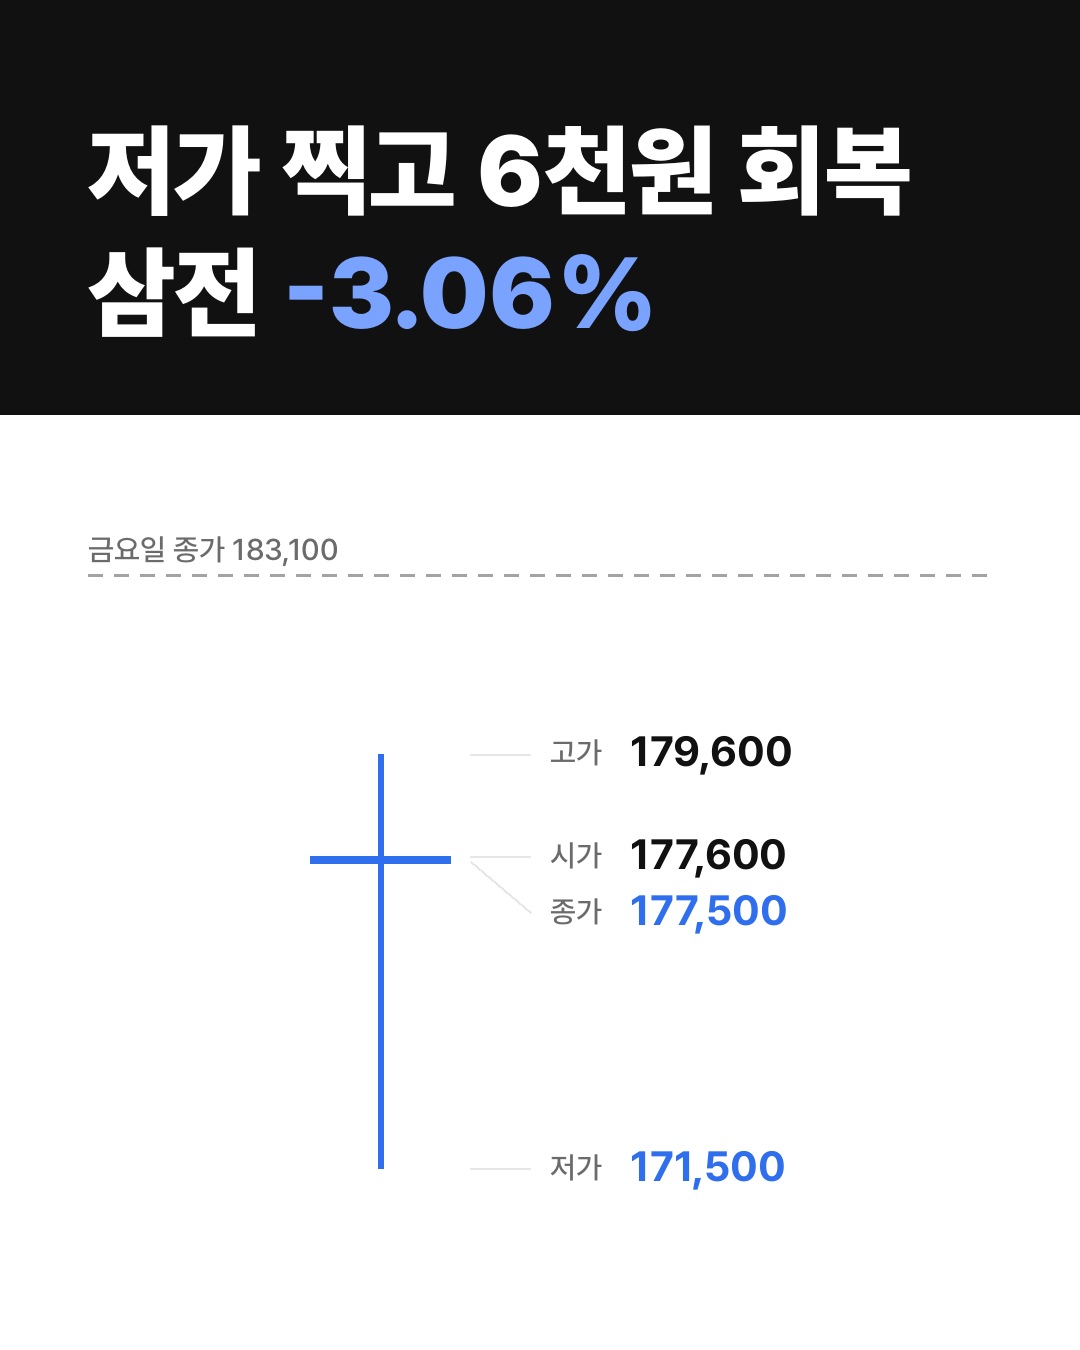 저가 찍고 6천원 회복
삼전 -3.06%
금요일 종가 183,100
고가 179,600
시가 177,600
종가 177,500
저가 171,500